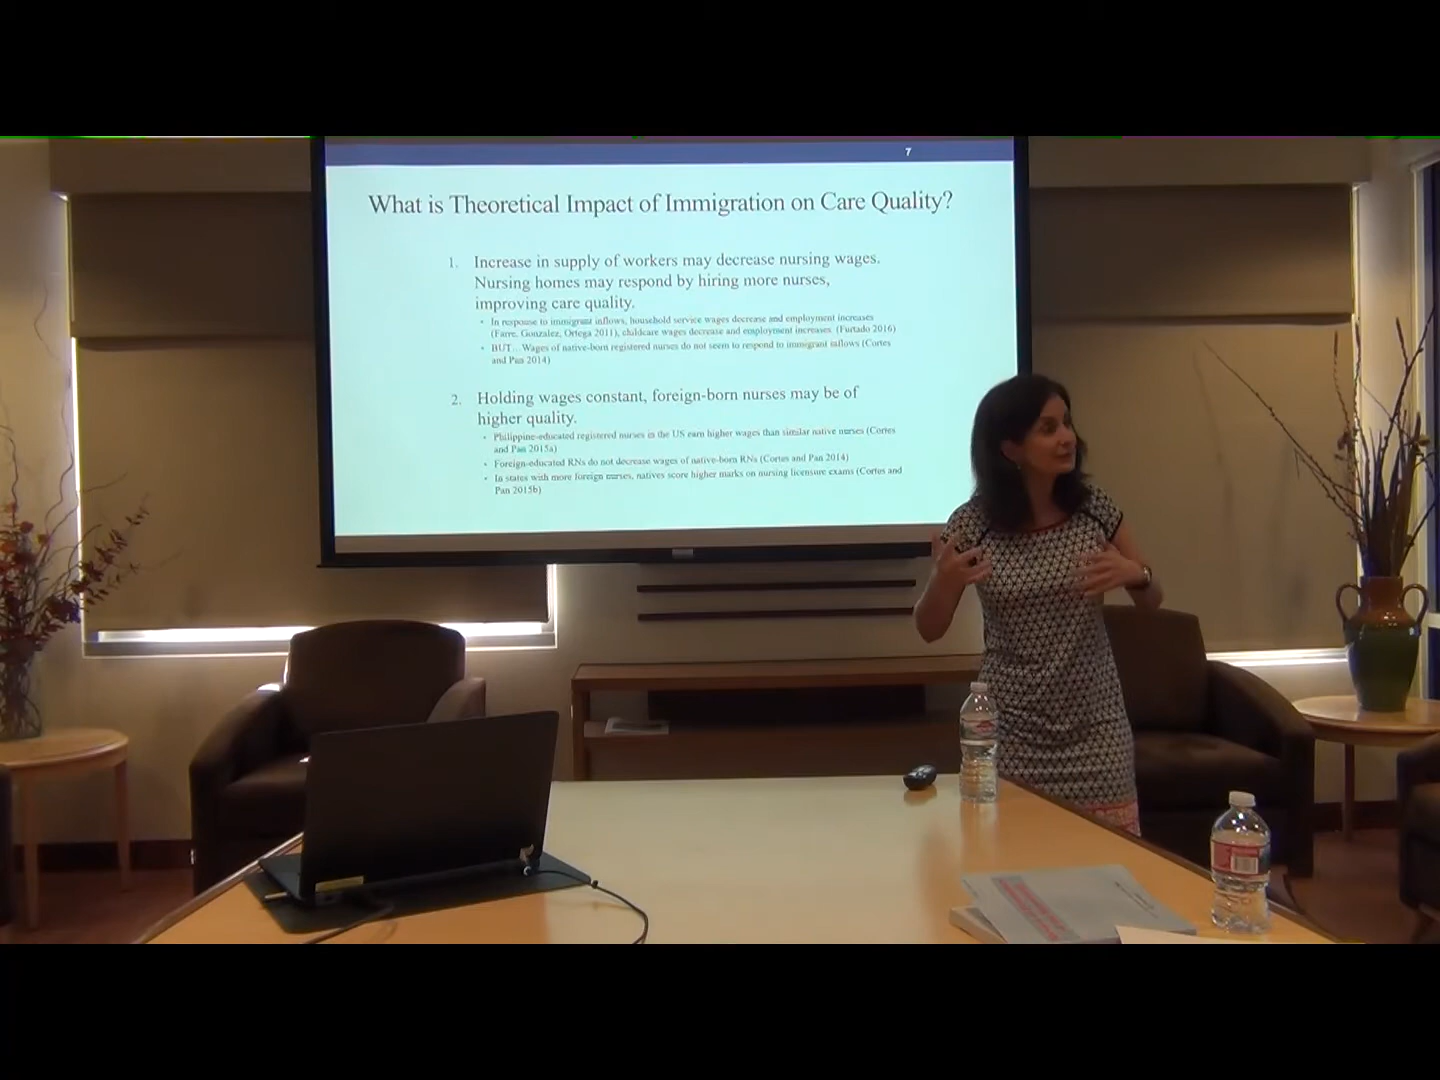 7
What is Theoretical Impact of Immigration on Care Quality?
1. Increase in supply of workers may decrease nursing wages.
Nursing homes may respond by hiring more nurses,
improving care quality.
• In response to immigrant inflows, household service wages decrease and employment increases
(Farre, Gonzalez, Ortega 2011), childcare wages decrease and employment increases. (Furtado 2016)
• BUT... Wages of native-born registered nurses do not seem to respond to immigrant inflows (Cortes
and Pan 2014)
2. Holding wages constant, foreign-born nurses may be of
higher quality.
• Philippine-educated registered nurses in the US earn higher wages than similar native nurses (Cortes
and Pan 2015a)
• Foreign-educated RNs do not decrease wages of native-born RNs (Cortes and Pan 2014)
• In states with more foreign nurses, natives score higher marks on nursing licensure exams (Cortes and
Pan 2015b)